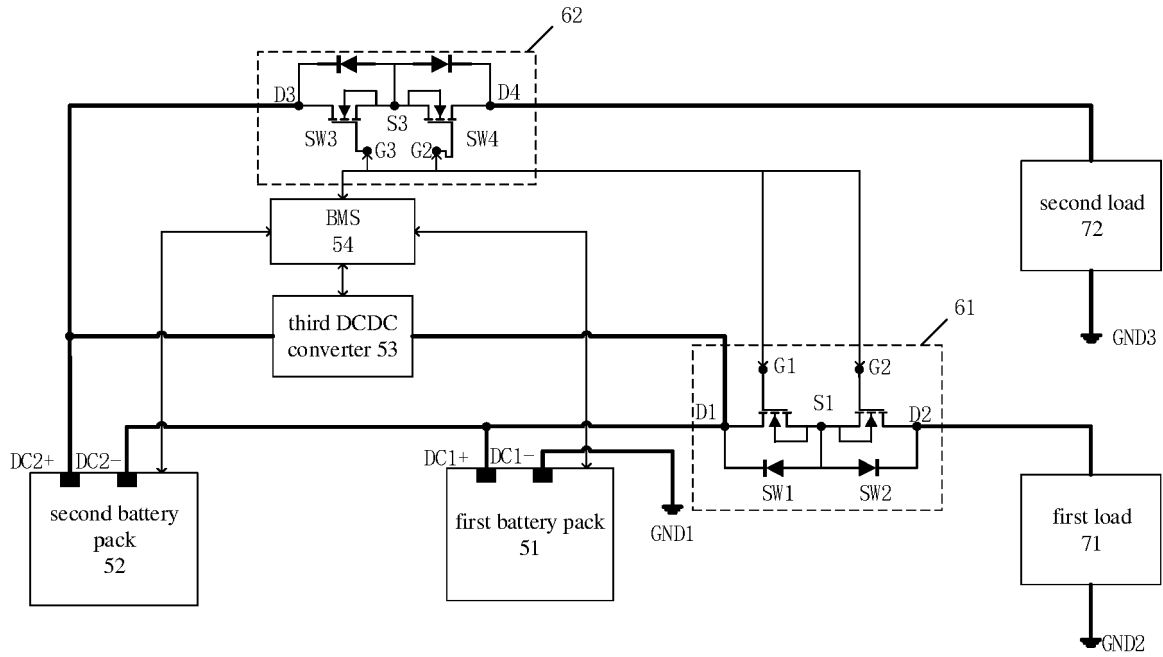 62
D3
D4
S3
SW3
SW4
G3
G2
BMS
54
second load
72
third DCDC
converter 53
61
GND3
G1
G2
D1
S1
D2
DC2+
DC2-
DC1+
DC1-
SW1
SW2
second battery
pack
52
first battery pack
51
GND1
first load
71
GND2